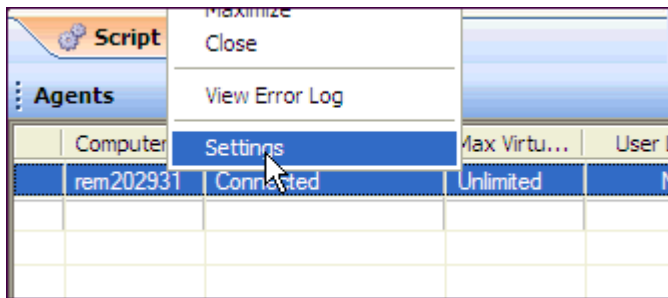 Maximize
Script
Close
Agents
View Error Log
Computer
Settings
Max Virtu...
User
rem202931
Connected
Unlimited